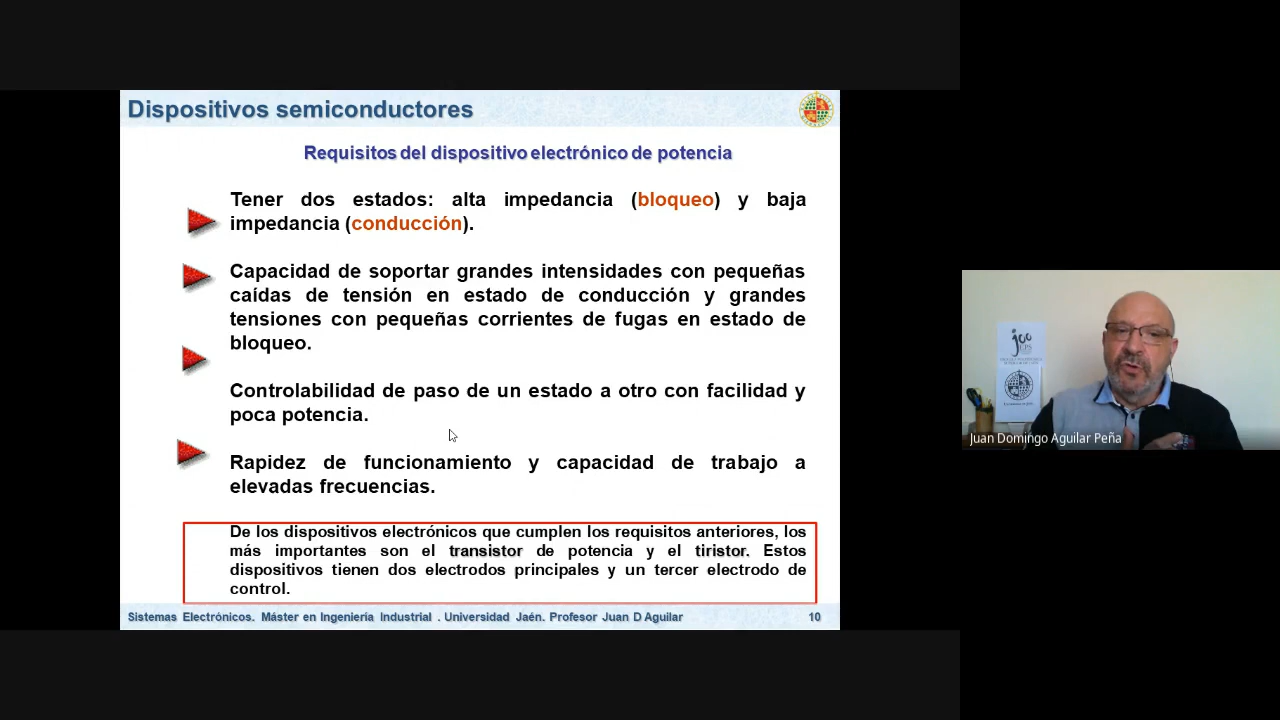 Dispositivos semiconductores
Requisitos del dispositivo electrónico de potencia
Tener dos estados: alta impedancia (bloqueo) y baja
impedancia (conducción).
Capacidad de soportar grandes intensidades con pequeñas
caídas de tensión en estado de conducción y grandes
tensiones con pequeñas corrientes de fugas en estado de
bloqueo.
Controlabilidad de paso de un estado a otro con facilidad y
poca potencia.
Rapidez de funcionamiento y capacidad de trabajo a
elevadas frecuencias.
De los dispositivos electrónicos que cumplen los requisitos anteriores, los
más importantes son el transistor de potencia y el tiristor. Estos
dispositivos tienen dos electrodos principales y un tercer electrodo de
control.
Sistemas Electrónicos. Máster en Ingeniería Industrial . Universidad Jaén. Profesor Juan D Aguilar 10
Juan Domingo Aguilar Peña